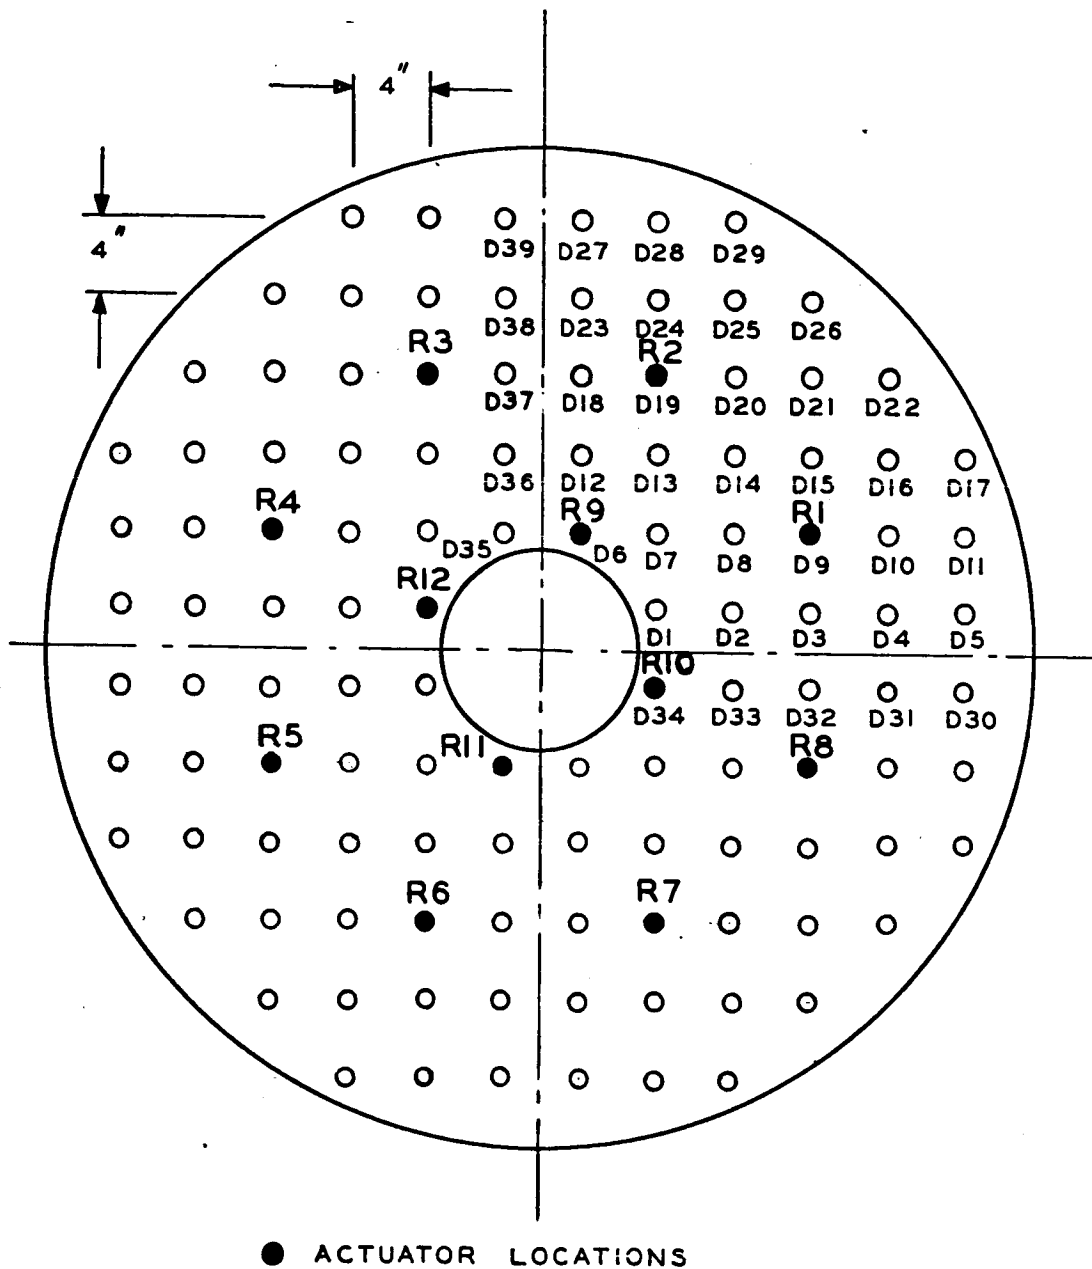 4"
4"
D39 D27 D28 D29
D38 D23 D24 D25 D26
R3 R2
D37 D18 D19 D20 D21 D22
D36 D12 D13 D14 D15 D16 D17
R4 R9 R1
D35 D6 D7 D8 D9 D10 D11
R12
D1 D2 D3 D4 D5
R10
D34 D33 D32 D31 D30
R5 R11 R8
R6 R7
ACTUATOR LOCATIONS